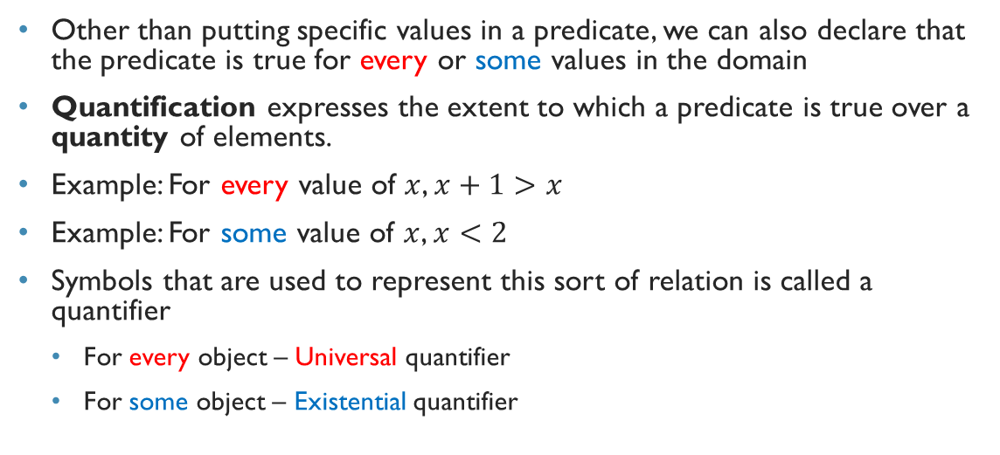 • Other than putting specific values in a predicate, we can also declare that
the predicate is true for every or some values in the domain
• Quantification expresses the extent to which a predicate is true over a
quantity of elements.
• Example: For every value of x, x + 1 > x
• Example: For some value of x, x < 2
• Symbols that are used to represent this sort of relation is called a
quantifier
• For every object – Universal quantifier
• For some object – Existential quantifier